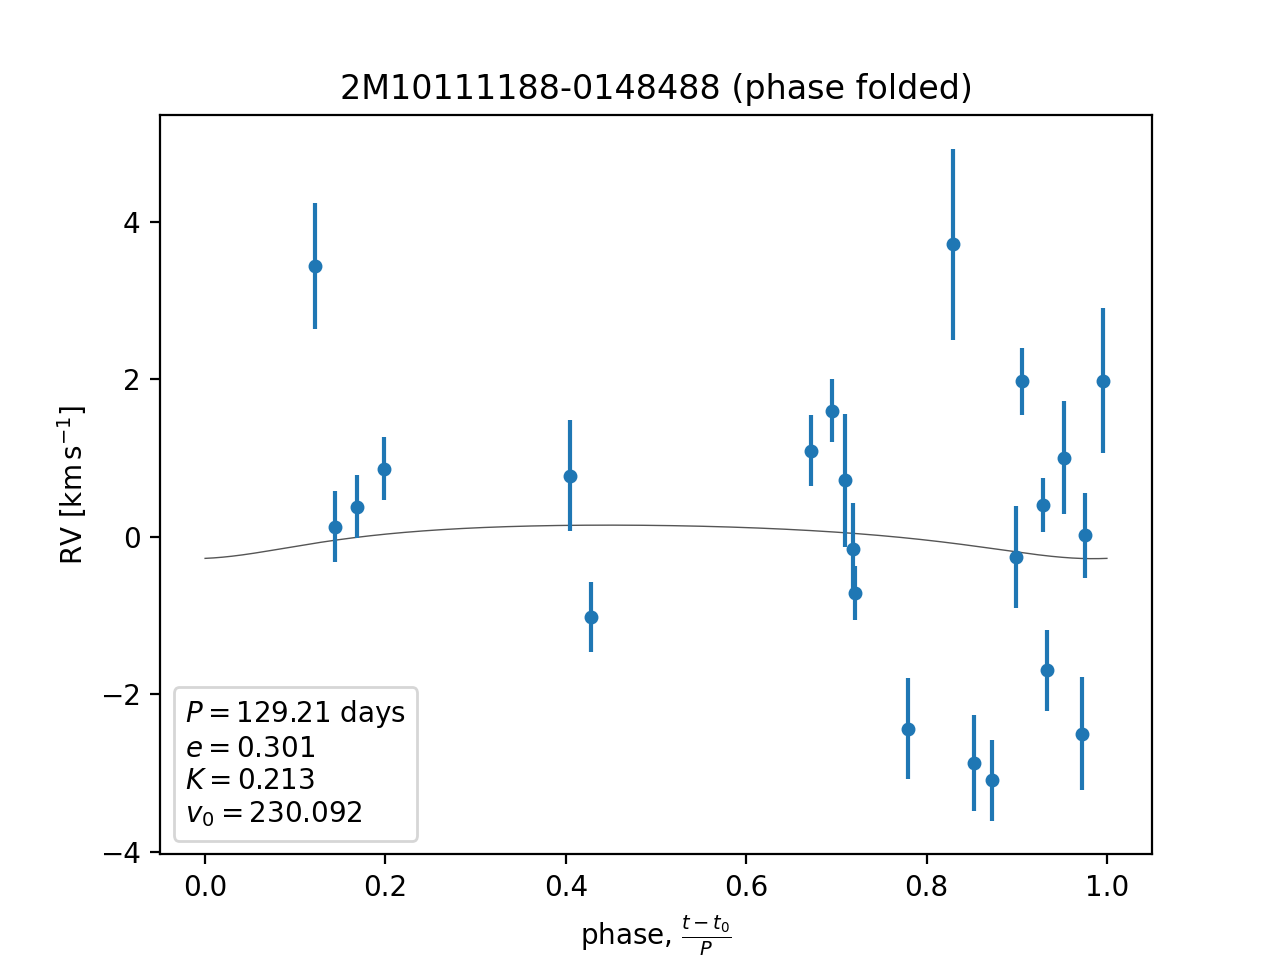 2M10111188-0148488 (phase folded)
RV [km s⁻¹]
4
2
0
−2
−4
P = 129.21 days
e = 0.301
K = 0.213
v₀ = 230.092
0.0 0.2 0.4 0.6 0.8 1.0
phase, (t − t₀)/P